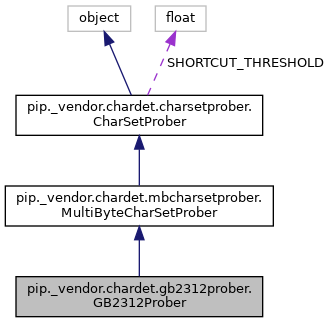 object
float
SHORTCUT_THRESHOLD
pip._vendor.chardet.charsetprober.
CharSetProber
pip._vendor.chardet.mbcharsetprober.
MultiByteCharSetProber
pip._vendor.chardet.gb2312prober.
GB2312Prober